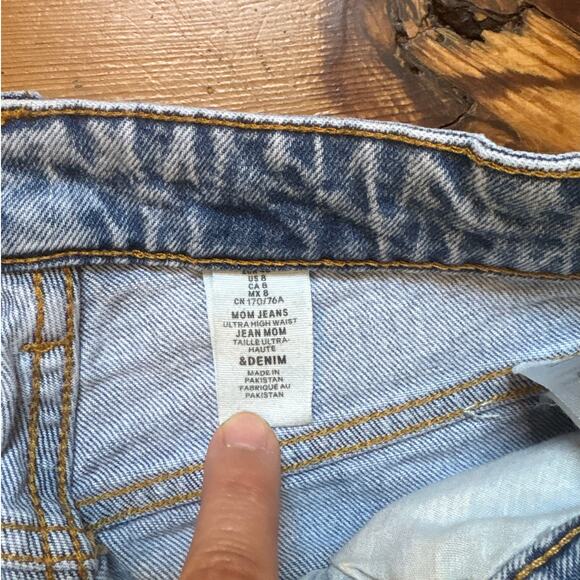 US 8
CA 8
MX 8
CN 170/76A
MOM JEANS
ULTRA HIGH WAIST
JEAN MOM
TAILLE ULTRA-
HAUTE
&DENIM
MADE IN
PAKISTAN
FABRIQUÉ AU
PAKISTAN